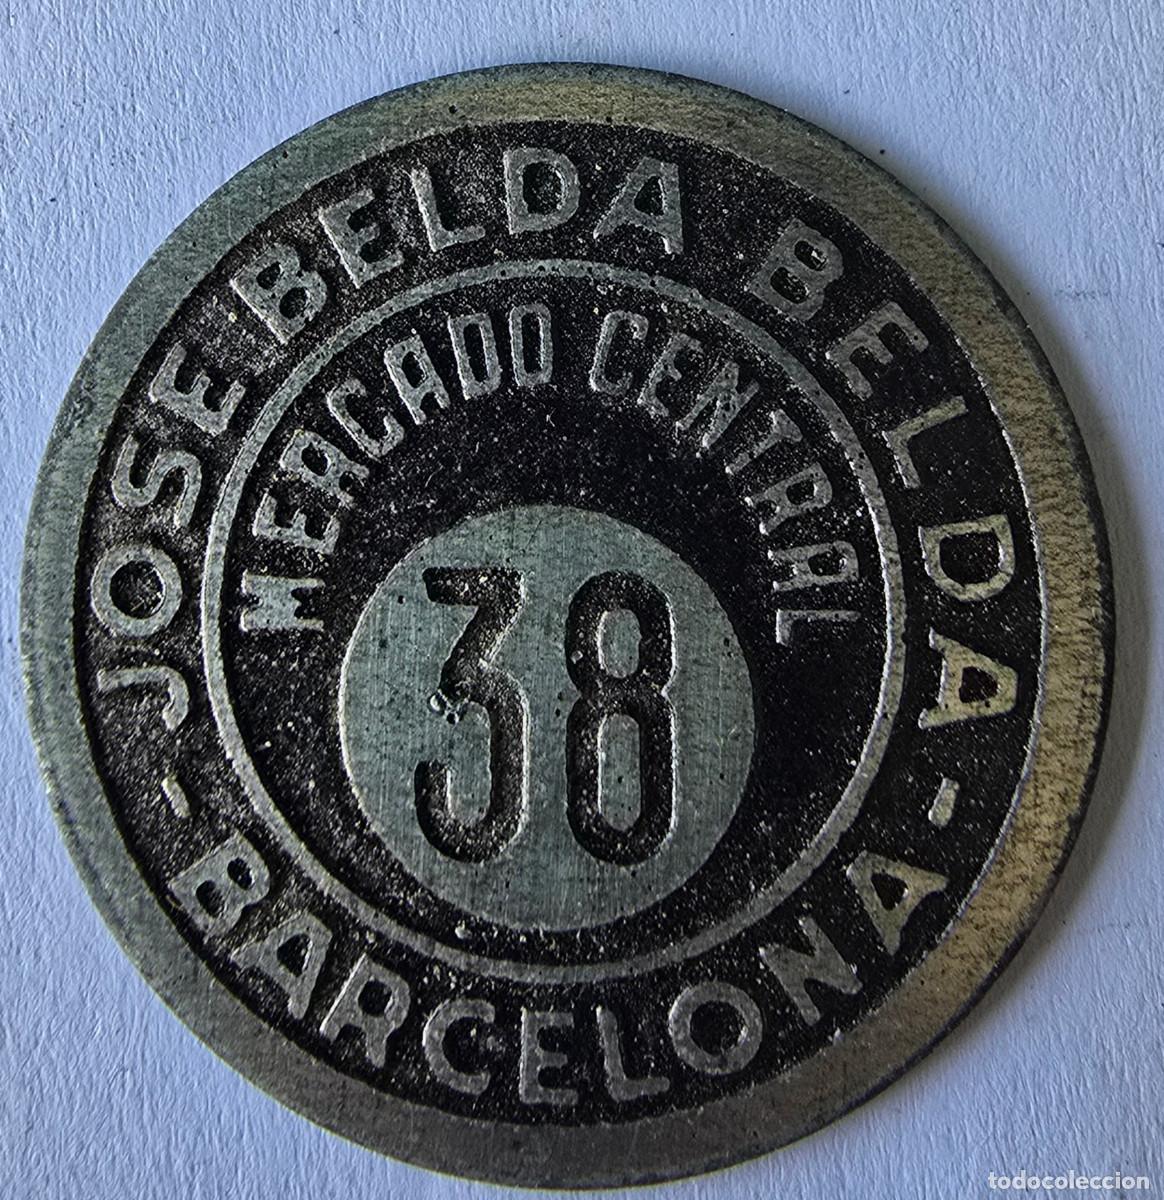 JOSE BELDA BELDA
MERCADO CENTRAL
38
- BARCELONA -
todocoleccion